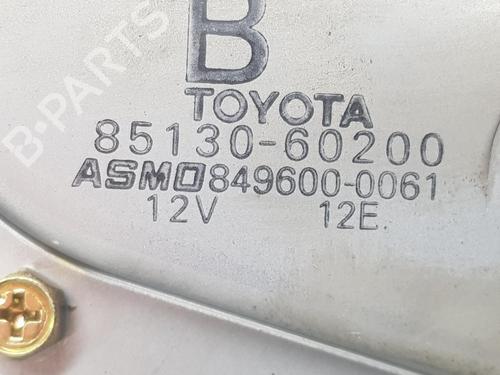 B-PARTS
B
TOYOTA
85130-60200
ASMO 849600-0061
12V 12E.